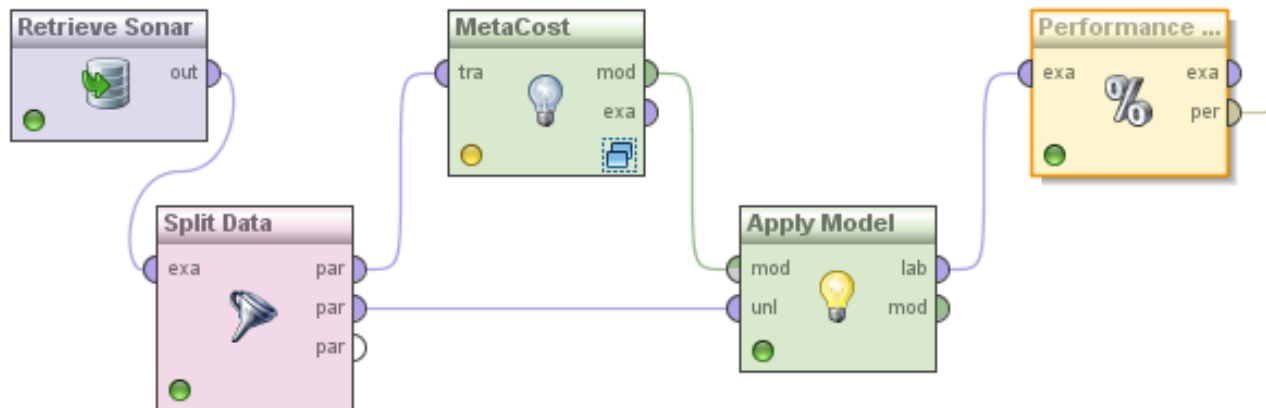 Retrieve Sonar
out
MetaCost
tra
mod
exa
Performance ...
exa
exa
%
per
Split Data
exa
par
par
par
Apply Model
mod
lab
unl
mod